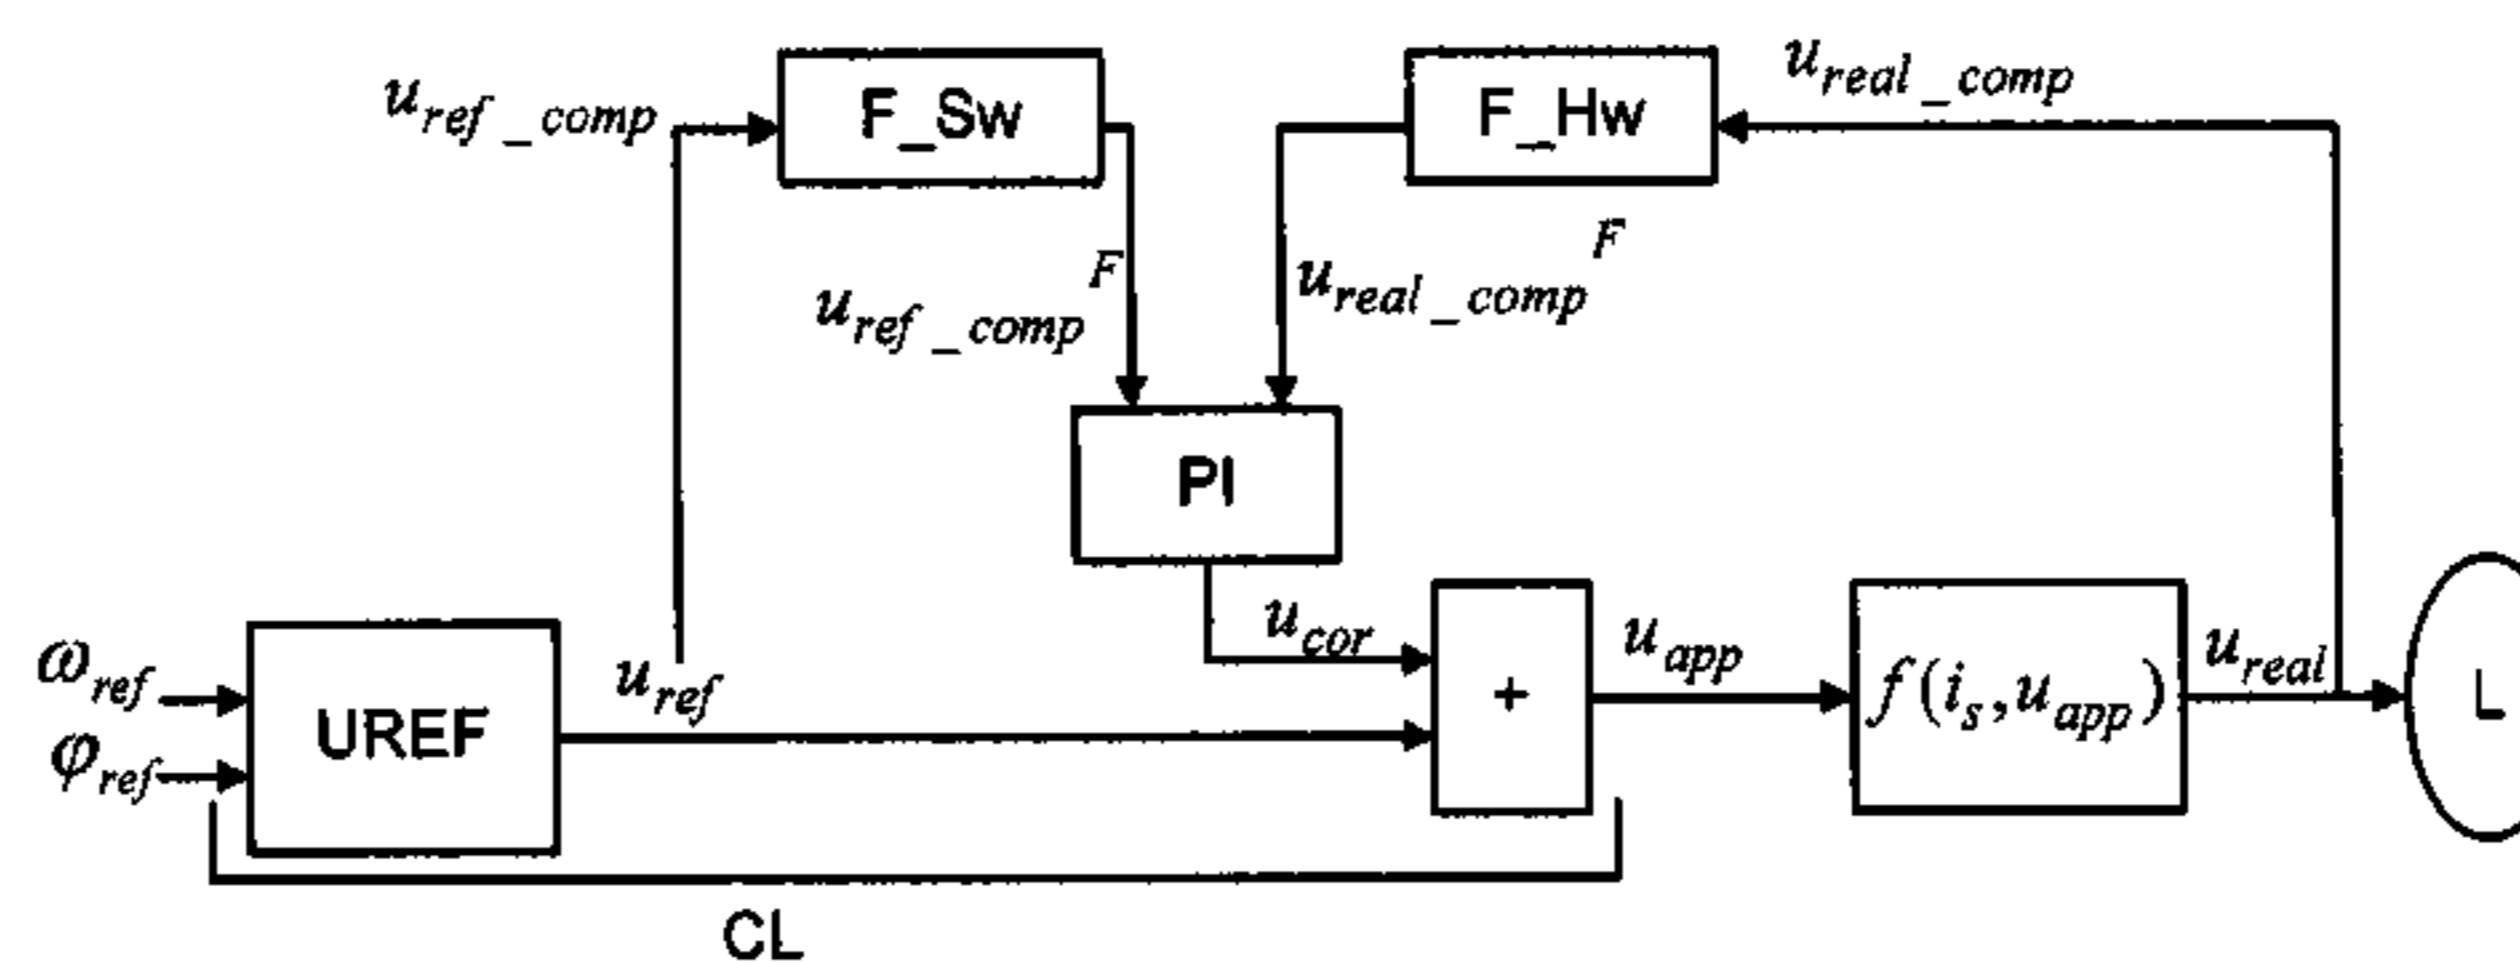 u_real_comp
u_ref_comp
F_Sw
F_Hw
F
F
u_ref_comp
u_real_comp
PI
u_cor
u_app
u_real
ω_ref
φ_ref
UREF
u_ref
+
f(i_s,u_app)
L
CL